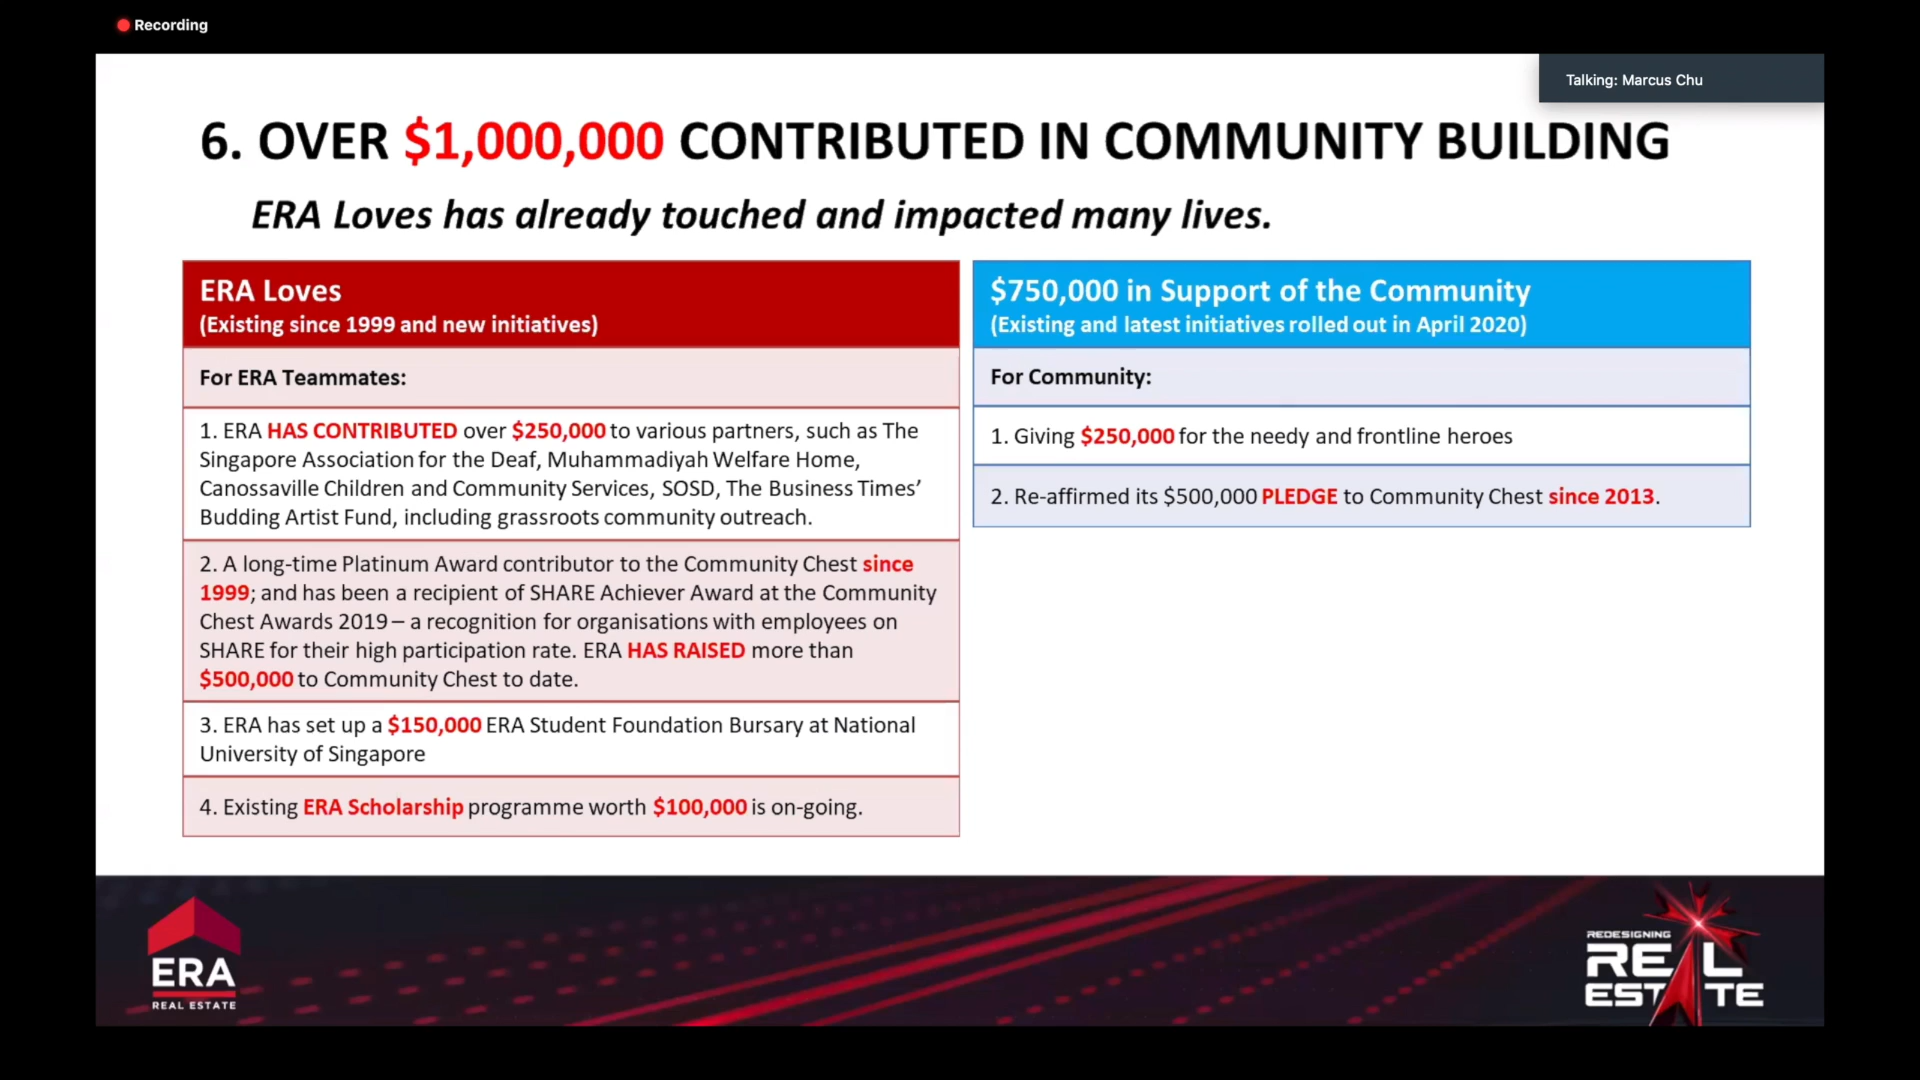 Recording
Talking: Marcus Chu
6. OVER $1,000,000 CONTRIBUTED IN COMMUNITY BUILDING
ERA Loves has already touched and impacted many lives.
ERA Loves
(Existing since 1999 and new initiatives)
For ERA Teammates:
1. ERA HAS CONTRIBUTED over $250,000 to various partners, such as The
Singapore Association for the Deaf, Muhammadiyah Welfare Home,
Canossaville Children and Community Services, SOSD, The Business Times’
Budding Artist Fund, including grassroots community outreach.
2. A long-time Platinum Award contributor to the Community Chest since
1999; and has been a recipient of SHARE Achiever Award at the Community
Chest Awards 2019 – a recognition for organisations with employees on
SHARE for their high participation rate. ERA HAS RAISED more than
$500,000 to Community Chest to date.
3. ERA has set up a $150,000 ERA Student Foundation Bursary at National
University of Singapore
4. Existing ERA Scholarship programme worth $100,000 is on-going.
$750,000 in Support of the Community
(Existing and latest initiatives rolled out in April 2020)
For Community:
1. Giving $250,000 for the needy and frontline heroes
2. Re-affirmed its $500,000 PLEDGE to Community Chest since 2013.
ERA
REAL ESTATE
REDESIGNING
REAL
ESTATE